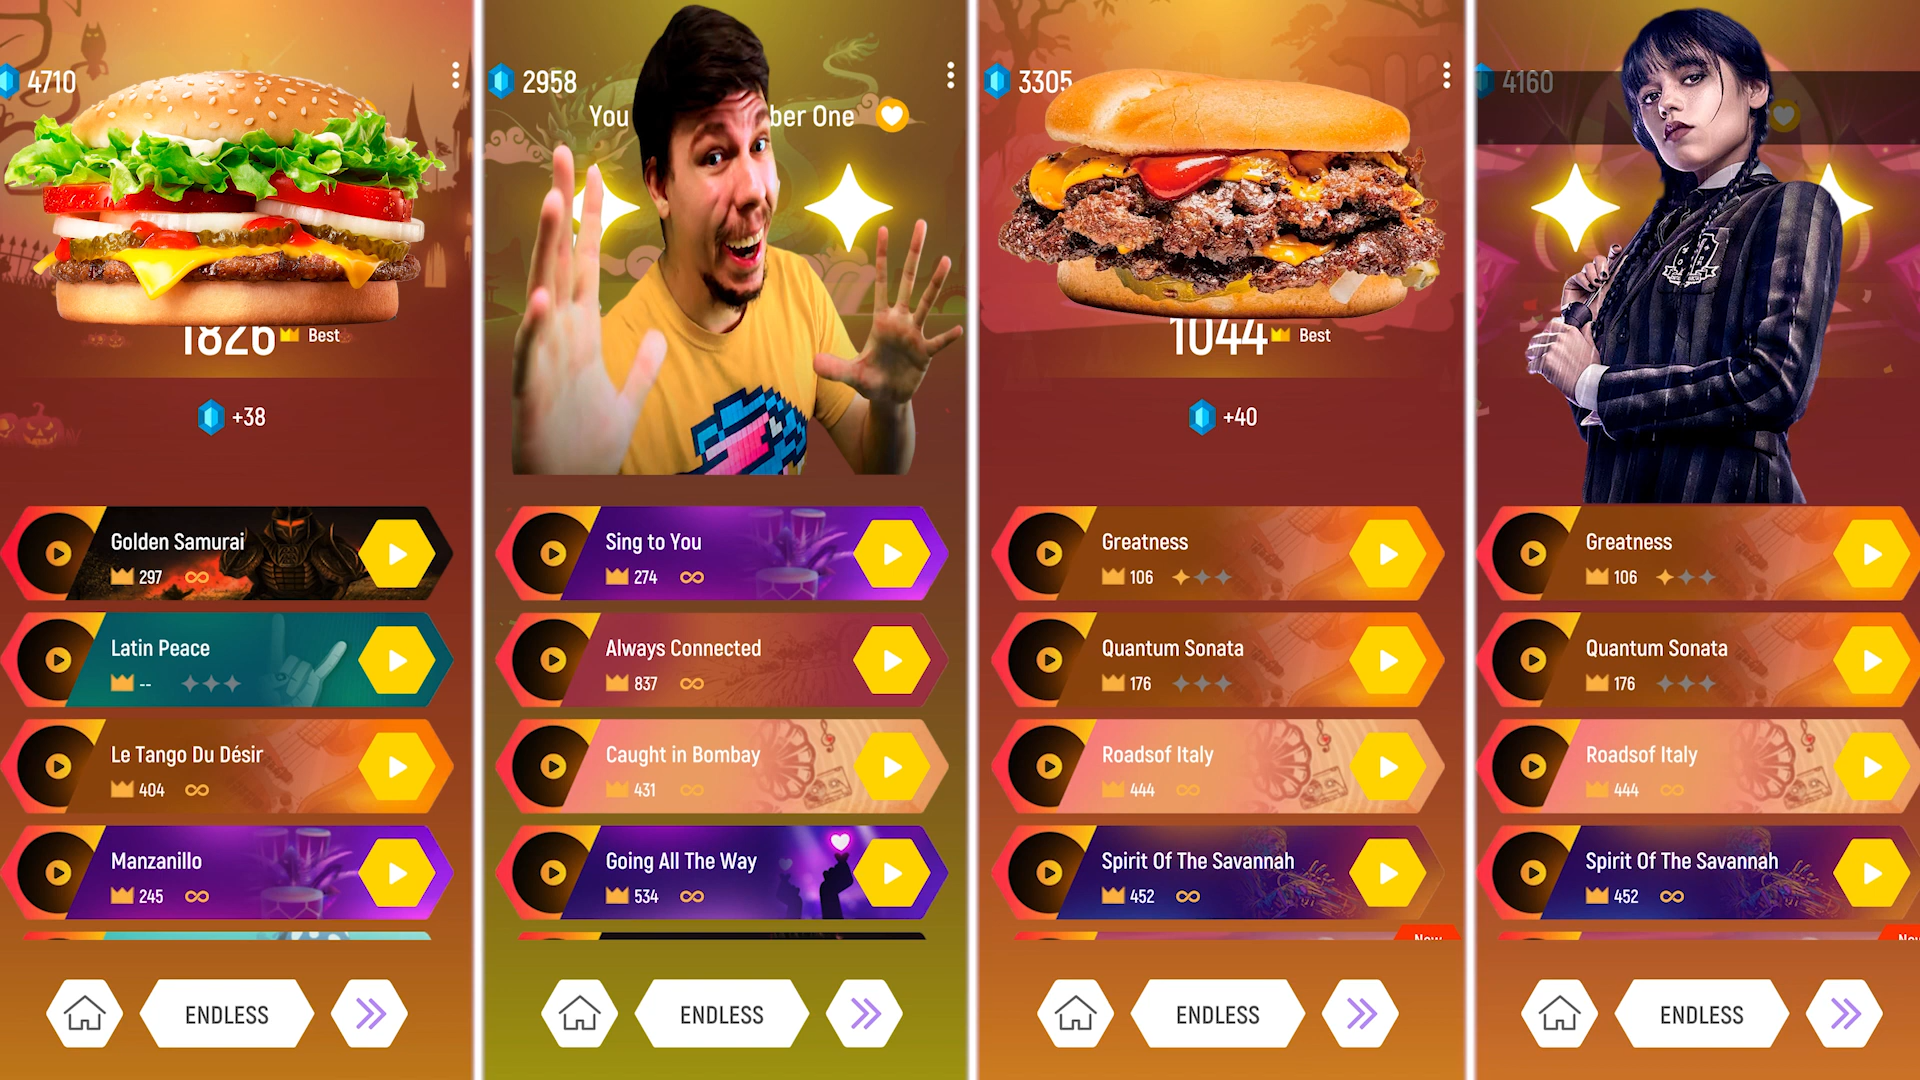 4710
1826 Best
+38
Golden Samurai
297 ∞
Latin Peace
--
Le Tango Du Désir
404 ∞
Manzanillo
245 ∞
ENDLESS
2958
You ber One
Sing to You
274 ∞
Always Connected
837 ∞
Caught in Bombay
431 ∞
Going All The Way
534 ∞
ENDLESS
3305
1044 Best
+40
Greatness
106
Quantum Sonata
176
Roadsof Italy
444 ∞
Spirit Of The Savannah
452 ∞
New
ENDLESS
4160
Greatness
106
Quantum Sonata
176
Roadsof Italy
444 ∞
Spirit Of The Savannah
452 ∞
ENDLESS